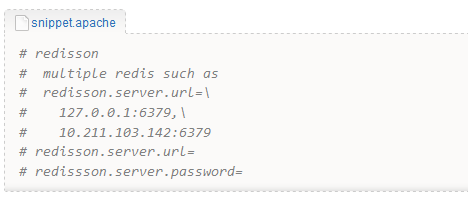 snippet.apache
# redisson
#  multiple redis such as
#  redisson.server.url=\
#    127.0.0.1:6379,\
#    10.211.103.142:6379
# redisson.server.url=
# redissson.server.password=